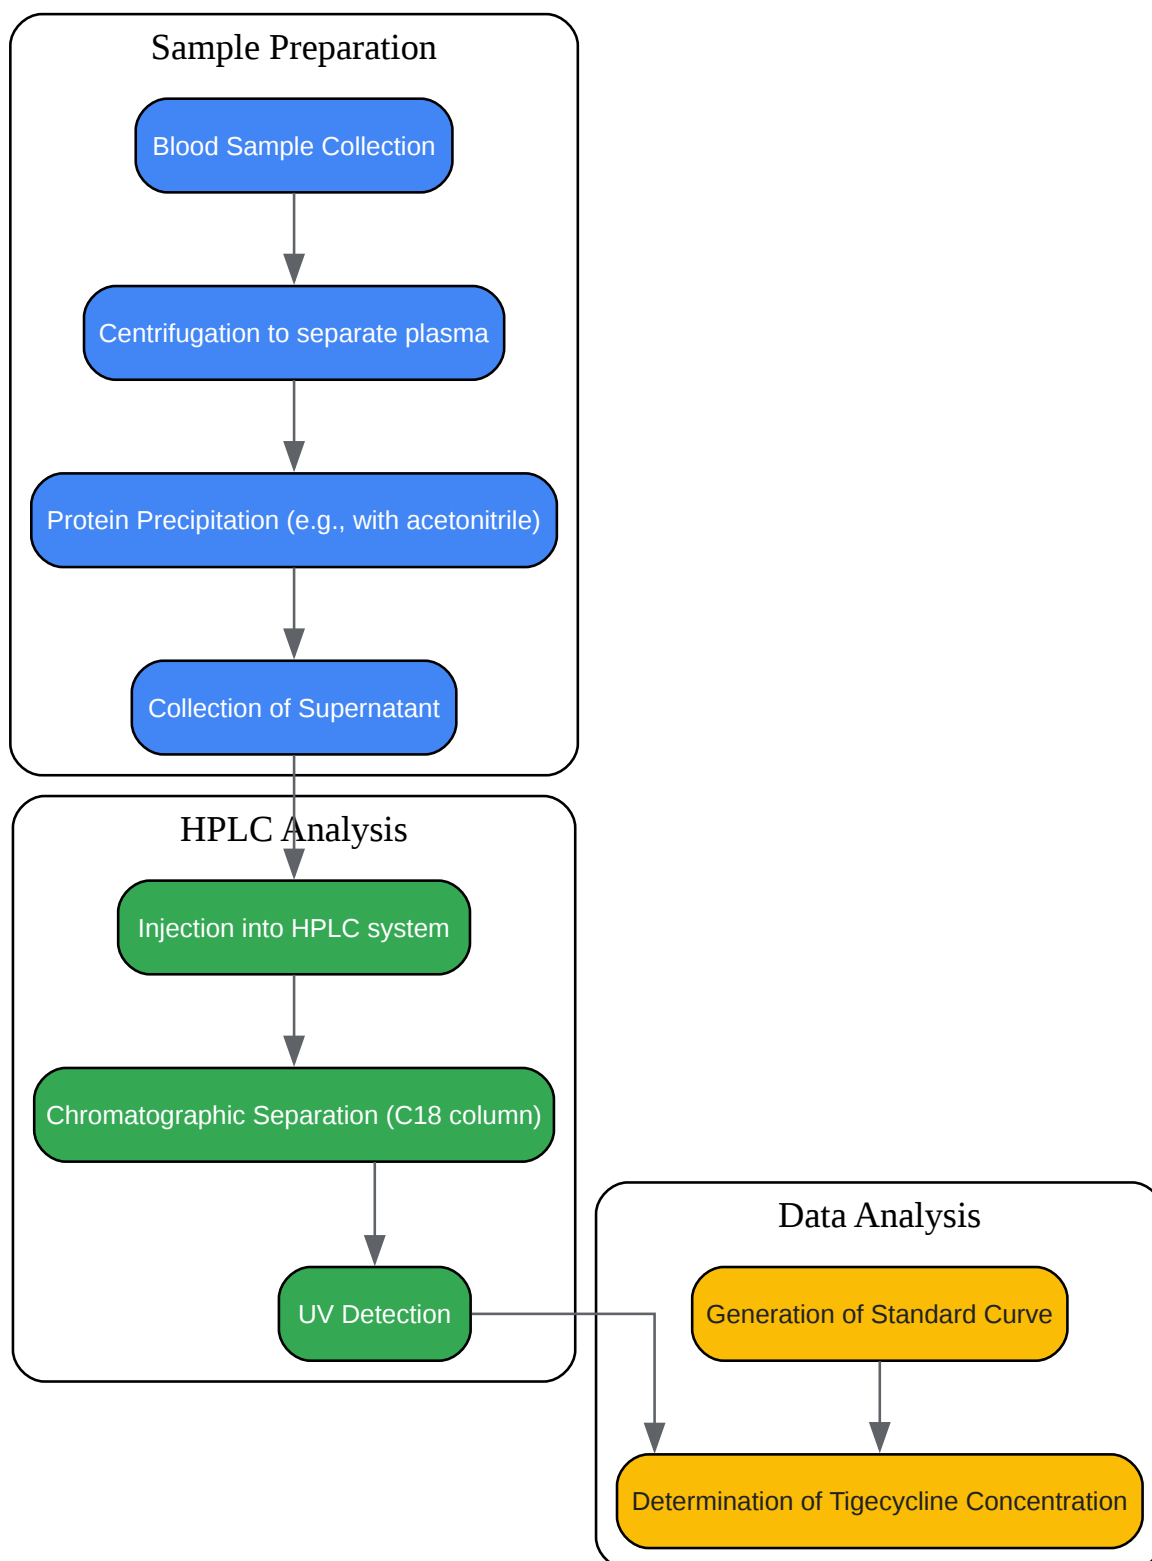 Sample Preparation
Blood Sample Collection
Centrifugation to separate plasma
Protein Precipitation (e.g., with acetonitrile)
Collection of Supernatant
HPLC Analysis
Injection into HPLC system
Chromatographic Separation (C18 column)
UV Detection
Data Analysis
Generation of Standard Curve
Determination of Tigecycline Concentration